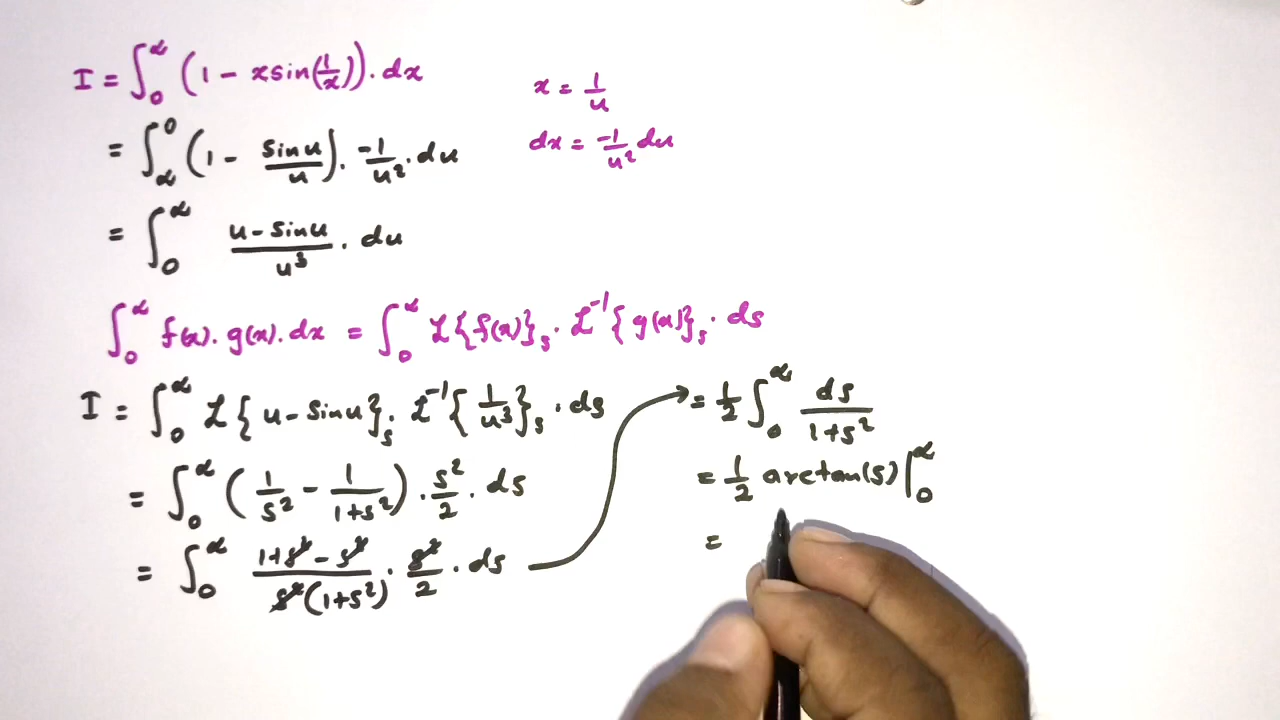 I = ∫₀^∞ (1 - x sin(1/x)). dx
x = 1/u
= ∫_∞^0 (1 - sin u/u). -1/u². du
dx = -1/u² du
= ∫₀^∞ (u - sin u)/u³ . du
∫₀^∞ f(x). g(x). dx = ∫₀^∞ L{f(x)}ₛ . L⁻¹{g(x)}ₛ . ds
I = ∫₀^∞ L{u - sin u}ₛ . L⁻¹{1/u³}ₛ . ds
= ∫₀^∞ (1/s² - 1/(1+s²)) . s²/2 . ds
= ∫₀^∞ (1+s² - s²)/(s²(1+s²)) . s²/2 . ds
= 1/2 ∫₀^∞ ds/(1+s²)
= 1/2 arctan(s) |₀^∞
=